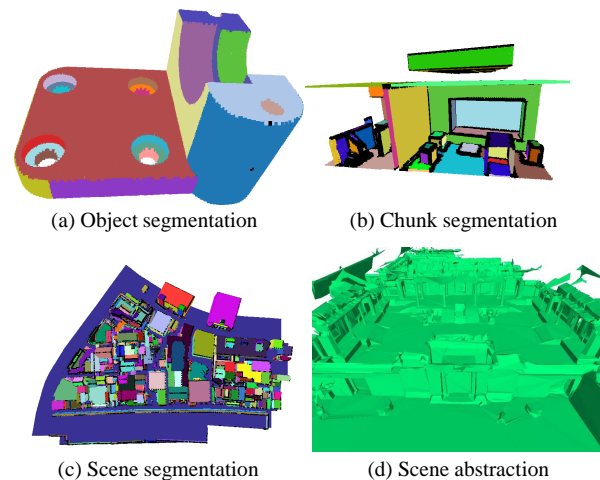 (a) Object segmentation
(b) Chunk segmentation
(c) Scene segmentation
(d) Scene abstraction